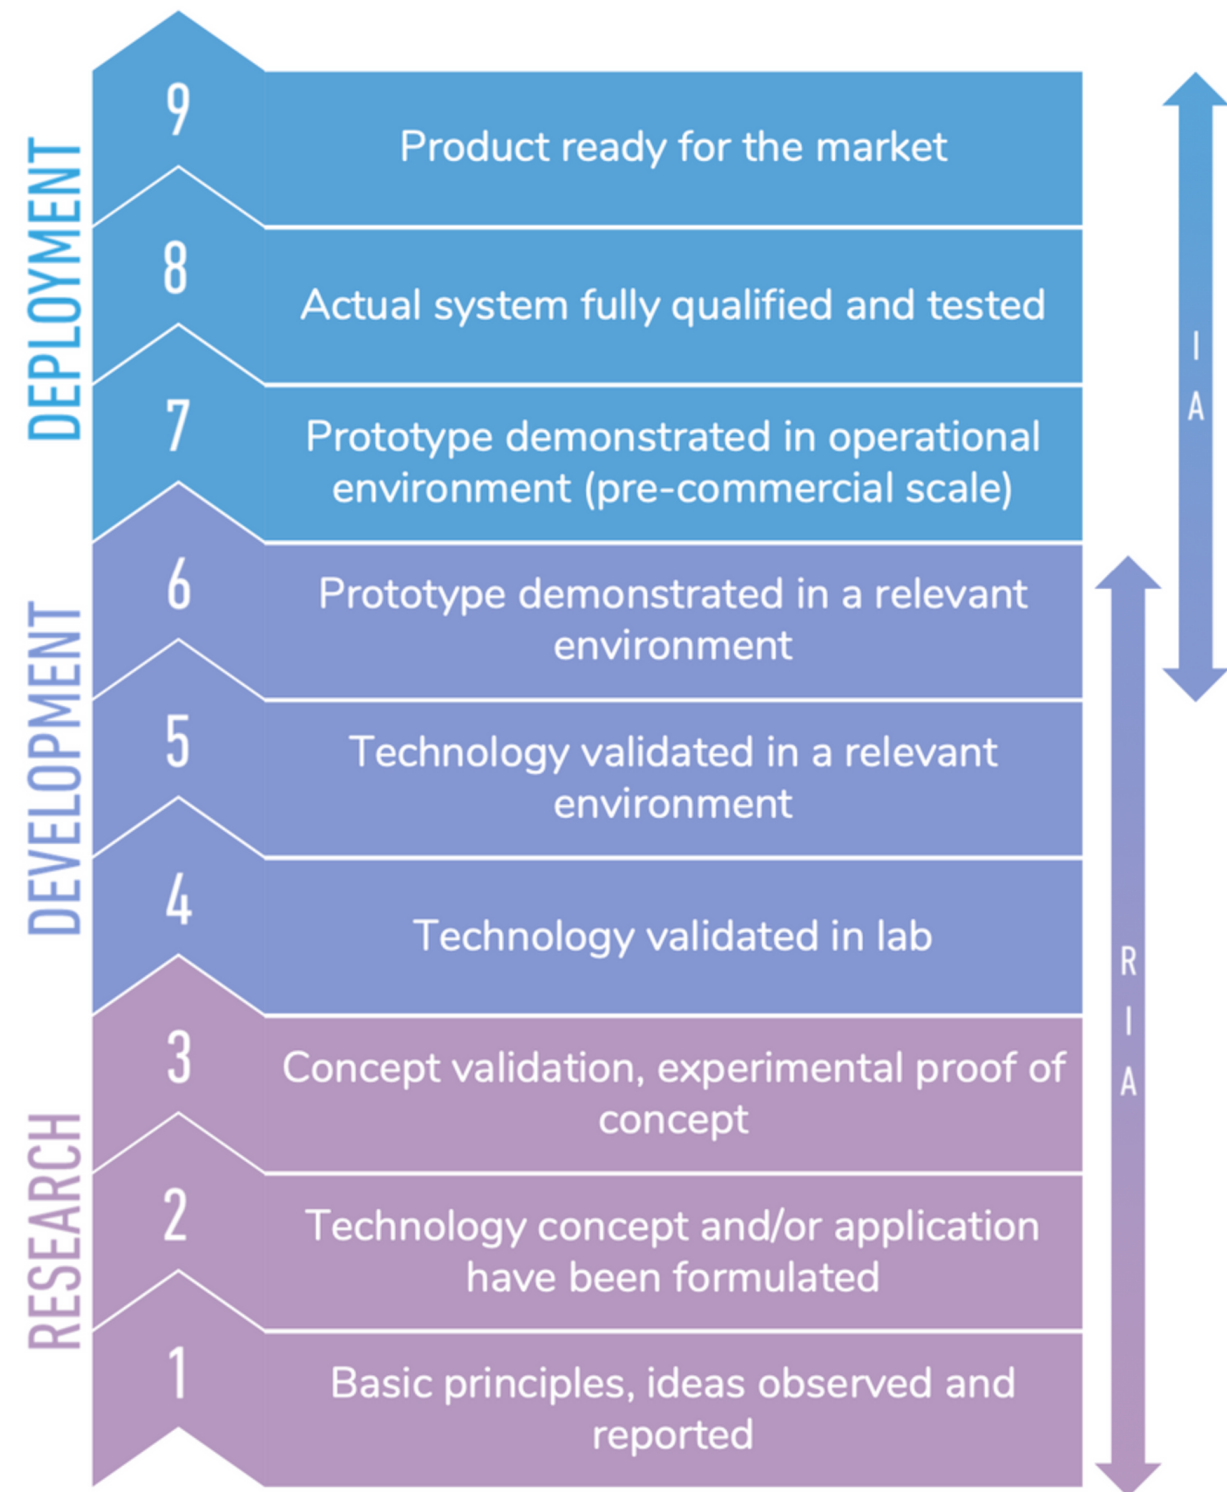 DEPLOYMENT
9
Product ready for the market
8
Actual system fully qualified and tested
7
Prototype demonstrated in operational
environment (pre-commercial scale)
DEVELOPMENT
6
Prototype demonstrated in a relevant
environment
5
Technology validated in a relevant
environment
4
Technology validated in lab
RESEARCH
3
Concept validation, experimental proof of
concept
2
Technology concept and/or application
have been formulated
1
Basic principles, ideas observed and
reported
I
A
R
I
A